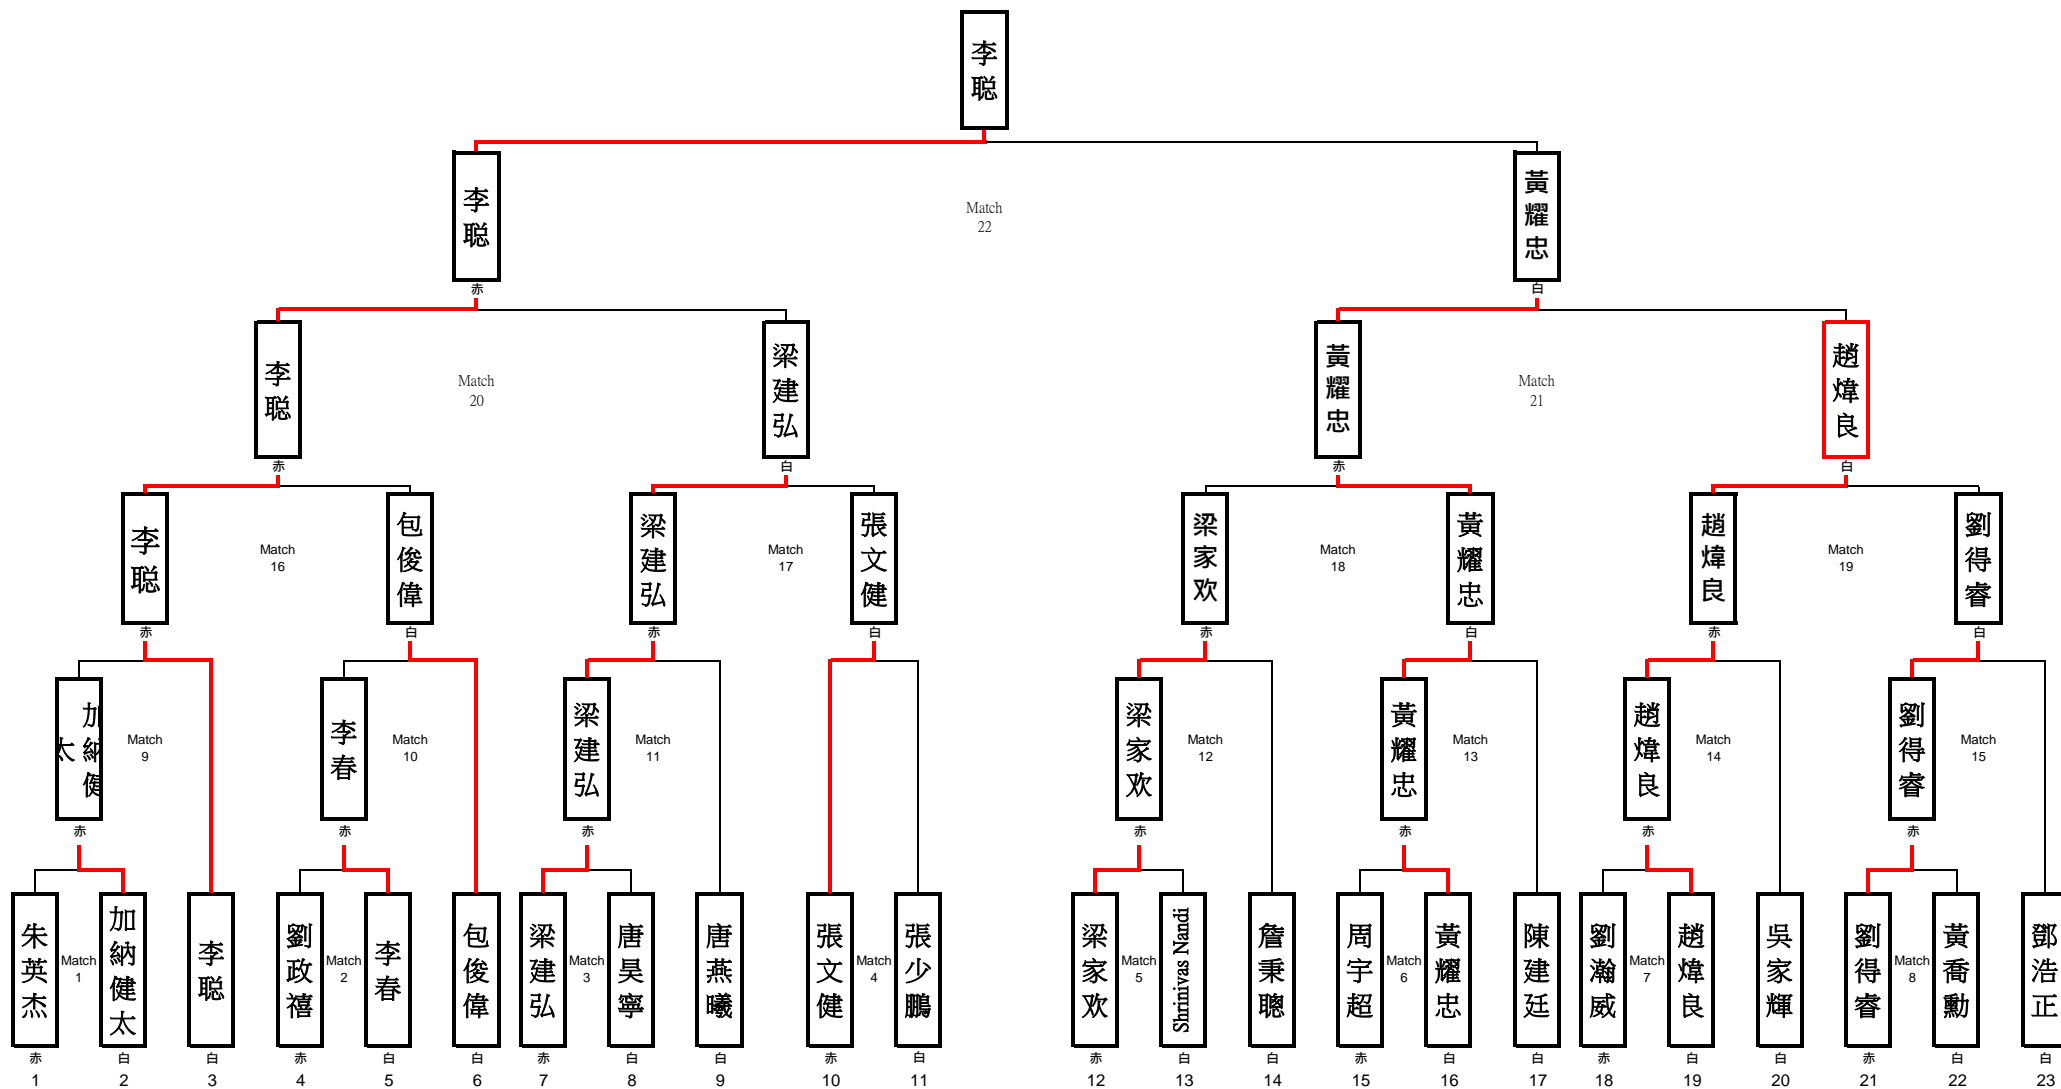 李聪
李聪
黃耀忠
Match
22
赤
白
李聪
梁建弘
黃耀忠
趙煒良
Match
20
Match
21
赤
白
赤
白
李聪
包俊偉
梁建弘
張文健
梁家欢
黃耀忠
趙煒良
劉得睿
Match
16
Match
17
Match
18
Match
19
赤
白
赤
白
赤
白
赤
白
加納健太
李春
梁建弘
梁家欢
黃耀忠
趙煒良
劉得睿
Match
9
Match
10
Match
11
Match
12
Match
13
Match
14
Match
15
赤
赤
赤
赤
赤
赤
赤
朱英杰
加納健太
李聪
劉政禧
李春
包俊偉
梁建弘
唐昊寧
唐燕曦
張文健
張少鵬
梁家欢
Shrinivas Nandi
詹秉聰
周宇超
黃耀忠
陳建廷
劉瀚威
趙煒良
吳家輝
劉得睿
黃喬勳
鄧浩正
Match
1
Match
2
Match
3
Match
4
Match
5
Match
6
Match
7
Match
8
赤 白 白 赤 白 白 赤 白 白 赤 白 赤 白 白 赤 白 白 赤 白 白 赤 白 白
1 2 3 4 5 6 7 8 9 10 11 12 13 14 15 16 17 18 19 20 21 22 23